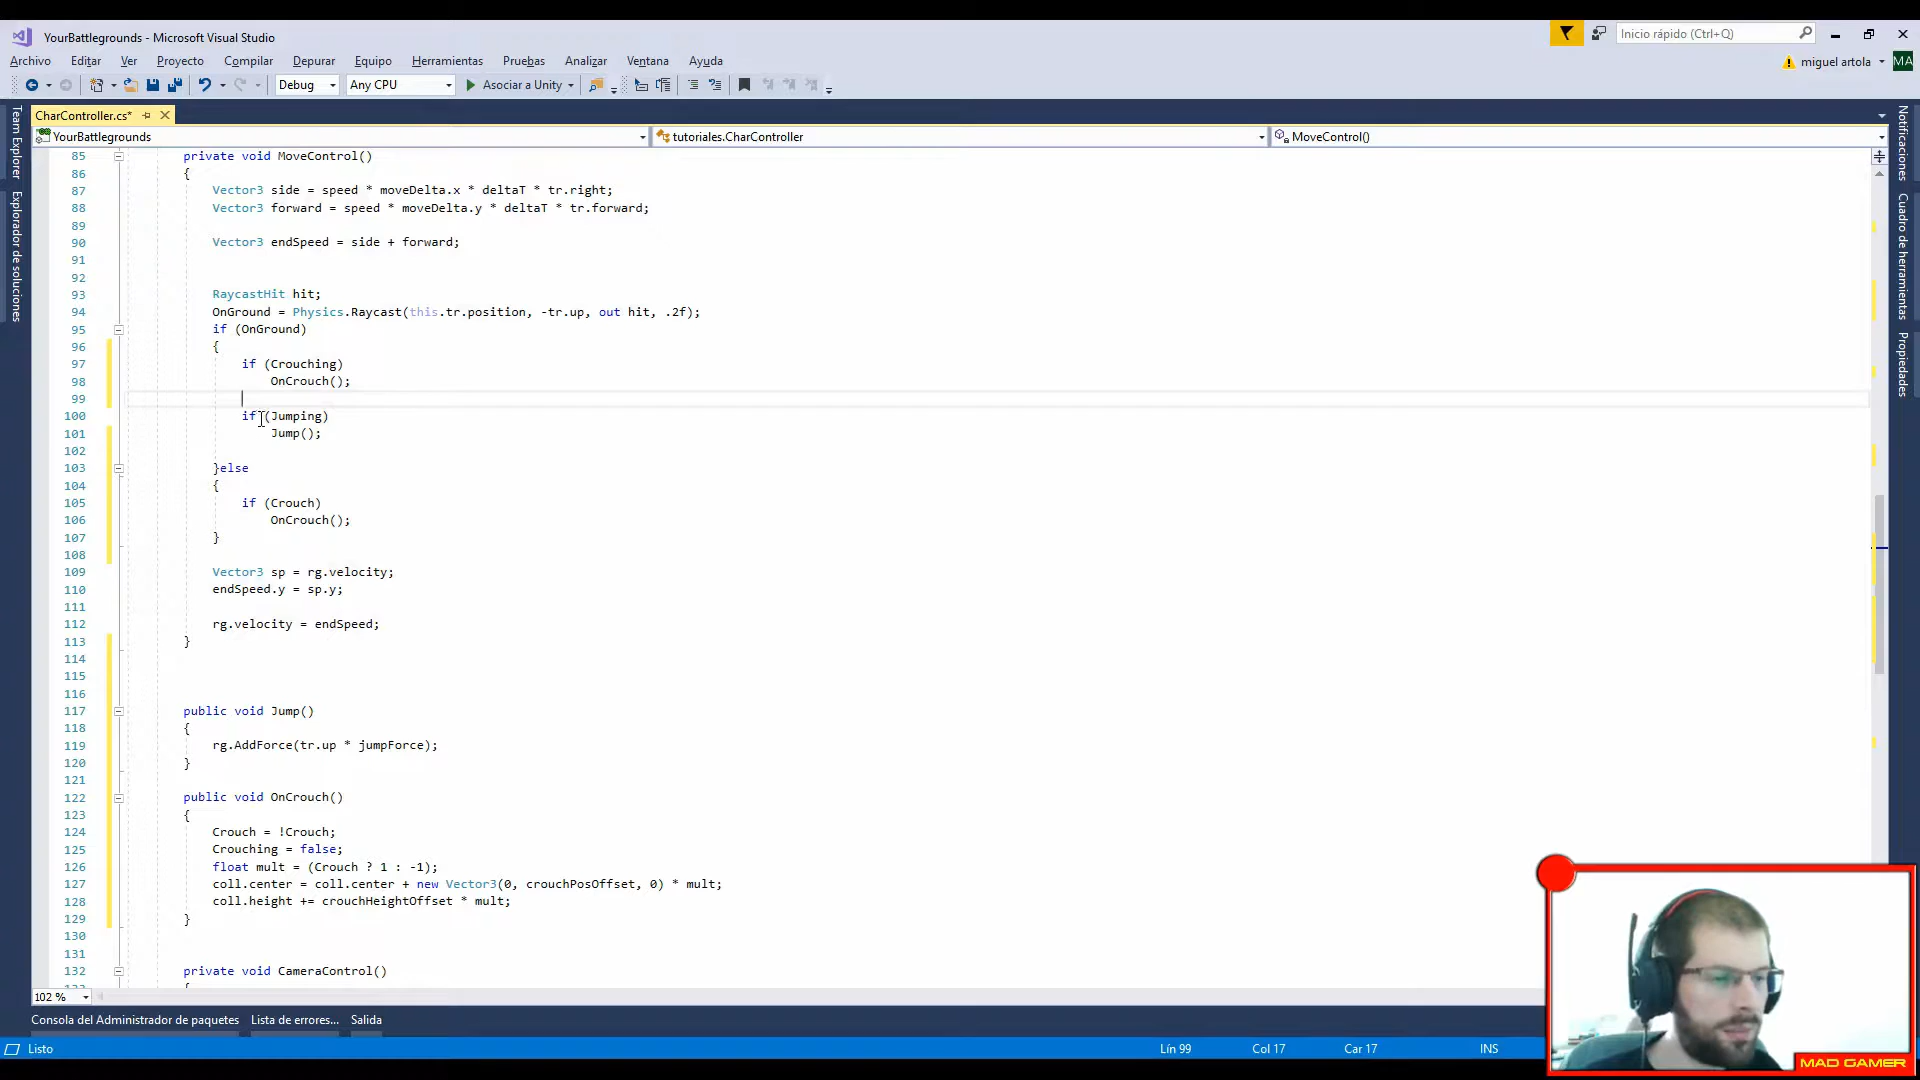 YourBattlegrounds - Microsoft Visual Studio
Inicio rápido (Ctrl+Q)
Archivo Editar Ver Proyecto Compilar Depurar Equipo Herramientas Pruebas Analizar Ventana Ayuda
miguel artola MA
Debug Any CPU Asociar a Unity
CharController.cs*
YourBattlegrounds tutoriales.CharController MoveControl()
Team Explorer
Explorador de soluciones
Notificaciones
Cuadro de herramientas
Propiedades
85 private void MoveControl()
86 {
87 Vector3 side = speed * moveDelta.x * deltaT * tr.right;
88 Vector3 forward = speed * moveDelta.y * deltaT * tr.forward;
89
90 Vector3 endSpeed = side + forward;
91
92
93 RaycastHit hit;
94 OnGround = Physics.Raycast(this.tr.position, -tr.up, out hit, .2f);
95 if (OnGround)
96 {
97 if (Crouching)
98 OnCrouch();
99
100 if (Jumping)
101 Jump();
102
103 }else
104 {
105 if (Crouch)
106 OnCrouch();
107 }
108
109 Vector3 sp = rg.velocity;
110 endSpeed.y = sp.y;
111
112 rg.velocity = endSpeed;
113 }
114
115
116
117 public void Jump()
118 {
119 rg.AddForce(tr.up * jumpForce);
120 }
121
122 public void OnCrouch()
123 {
124 Crouch = !Crouch;
125 Crouching = false;
126 float mult = (Crouch ? 1 : -1);
127 coll.center = coll.center + new Vector3(0, crouchPosOffset, 0) * mult;
128 coll.height += crouchHeightOffset * mult;
129 }
130
131
132 private void CameraControl()
102 %
Consola del Administrador de paquetes Lista de errores... Salida
Listo Lín 99 Col 17 Car 17 INS
MAD GAMER